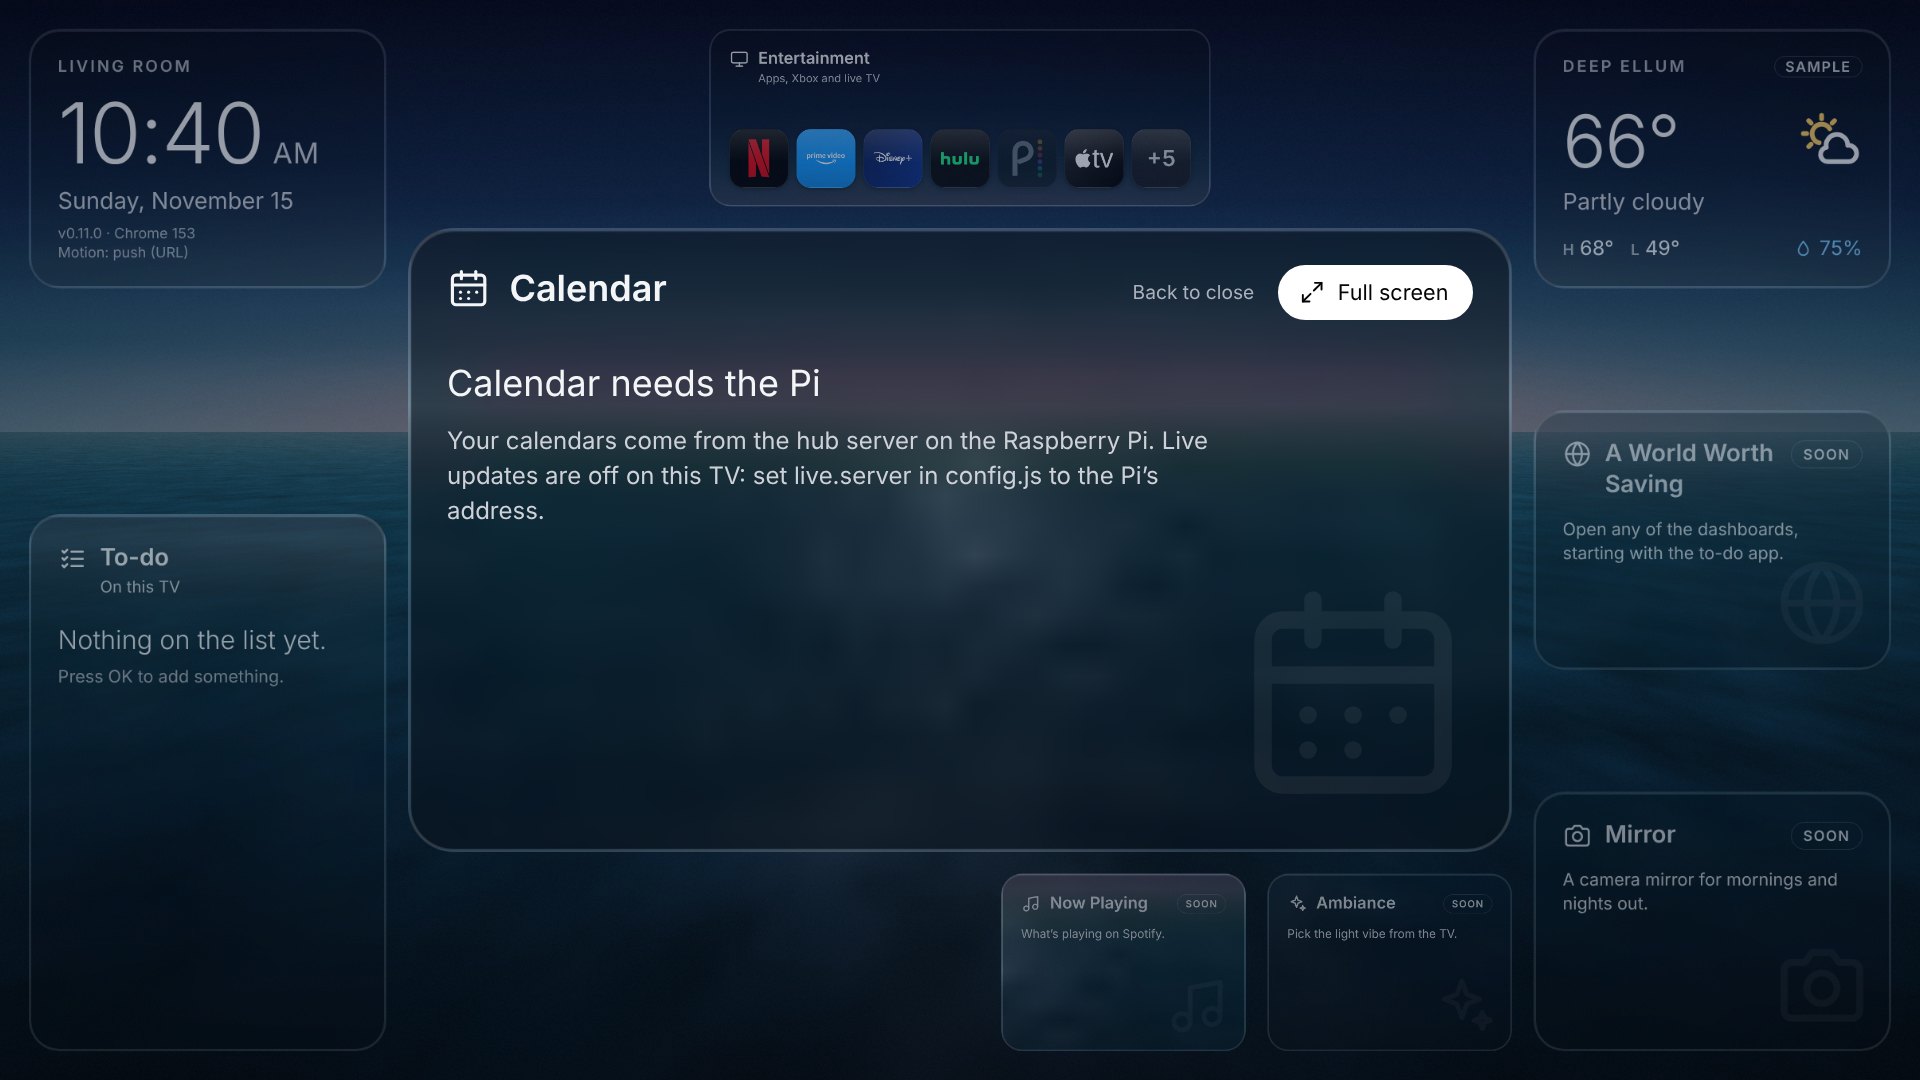 LIVING ROOM
10:40 AM
Sunday, November 15
v0.11.0 · Chrome 153
Motion: push (URL)
Entertainment
Apps, Xbox and live TV
N
prime video
Disney+
hulu
P
tv
+5
DEEP ELLUM
SAMPLE
66°
Partly cloudy
H 68° L 49°
75%
Calendar
Back to close
Full screen
Calendar needs the Pi
Your calendars come from the hub server on the Raspberry Pi. Live
updates are off on this TV: set live.server in config.js to the Pi’s
address.
To-do
On this TV
Nothing on the list yet.
Press OK to add something.
A World Worth
Saving
SOON
Open any of the dashboards,
starting with the to-do app.
Now Playing
SOON
What’s playing on Spotify.
Ambiance
SOON
Pick the light vibe from the TV.
Mirror
SOON
A camera mirror for mornings and
nights out.